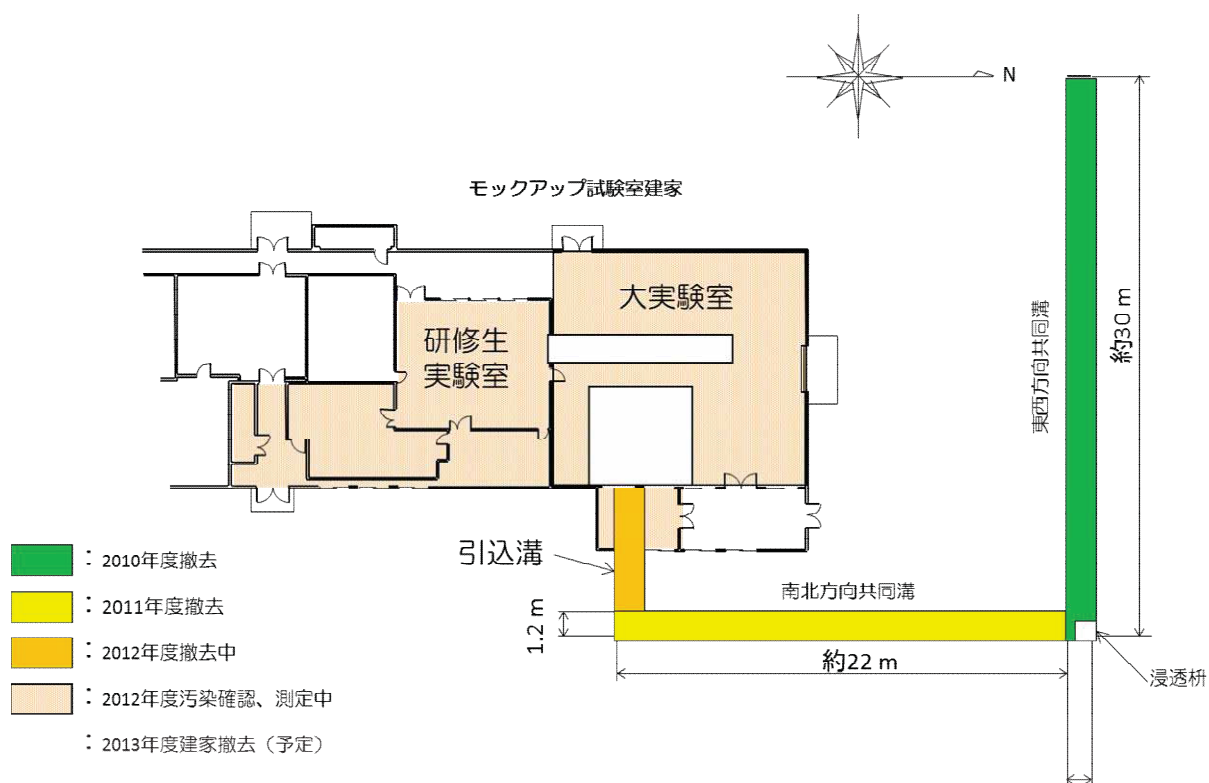 N
モックアップ試験室建家
大実験室
研修生
実験室
東西方向共同溝
約30 m
引込溝
南北方向共同溝
1.2 m
約22 m
浸透枡
：2010年度撤去
：2011年度撤去
：2012年度撤去中
：2012年度汚染確認、測定中
：2013年度建家撤去（予定）